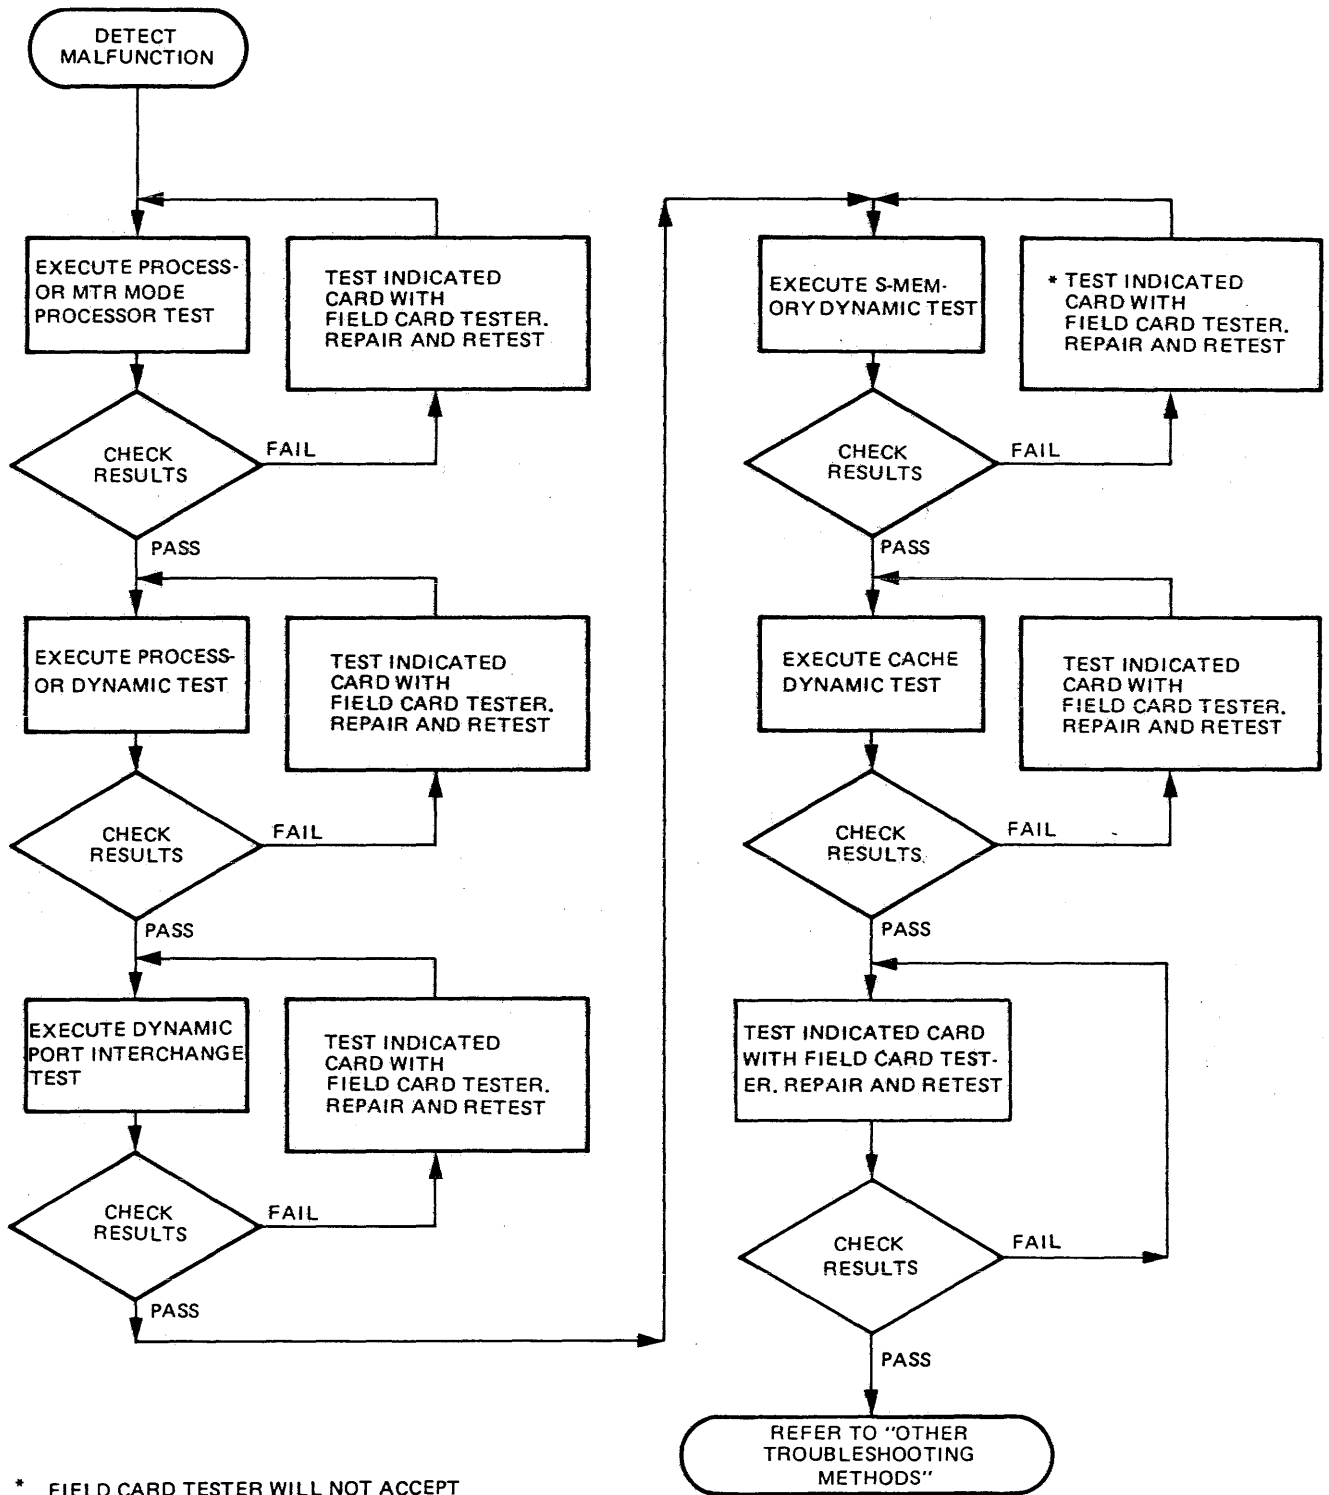 DETECT
MALFUNCTION
EXECUTE PROCESS-
OR MTR MODE
PROCESSOR TEST
TEST INDICATED
CARD WITH
FIELD CARD TESTER.
REPAIR AND RETEST
CHECK
RESULTS
FAIL
PASS
EXECUTE PROCESS-
OR DYNAMIC TEST
TEST INDICATED
CARD WITH
FIELD CARD TESTER.
REPAIR AND RETEST
CHECK
RESULTS
FAIL
PASS
EXECUTE DYNAMIC
PORT INTERCHANGE
TEST
TEST INDICATED
CARD WITH
FIELD CARD TESTER.
REPAIR AND RETEST
CHECK
RESULTS
FAIL
PASS
EXECUTE S-MEM-
ORY DYNAMIC TEST
* TEST INDICATED
CARD WITH
FIELD CARD TESTER.
REPAIR AND RETEST
CHECK
RESULTS
FAIL
PASS
EXECUTE CACHE
DYNAMIC TEST
TEST INDICATED
CARD WITH
FIELD CARD TESTER.
REPAIR AND RETEST
CHECK
RESULTS
FAIL
PASS
TEST INDICATED CARD
WITH FIELD CARD TEST-
ER. REPAIR AND RETEST
CHECK
RESULTS
FAIL
PASS
REFER TO "OTHER
TROUBLESHOOTING
METHODS"
* FIELD CARD TESTER WILL NOT ACCEPT